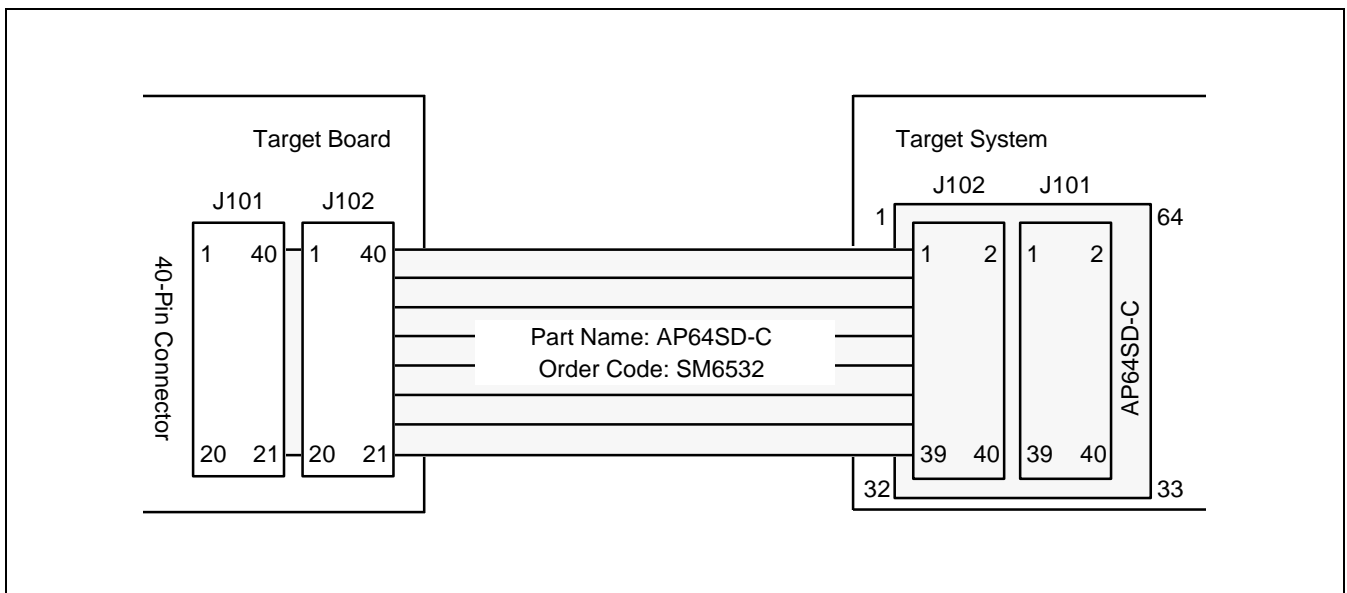 Target Board
J101 J102
40-Pin Connector
1 40 1 40
20 21 20 21
Part Name: AP64SD-C
Order Code: SM6532
Target System
J102 J101
1 64
1 2 1 2
AP64SD-C
39 40 39 40
32 33